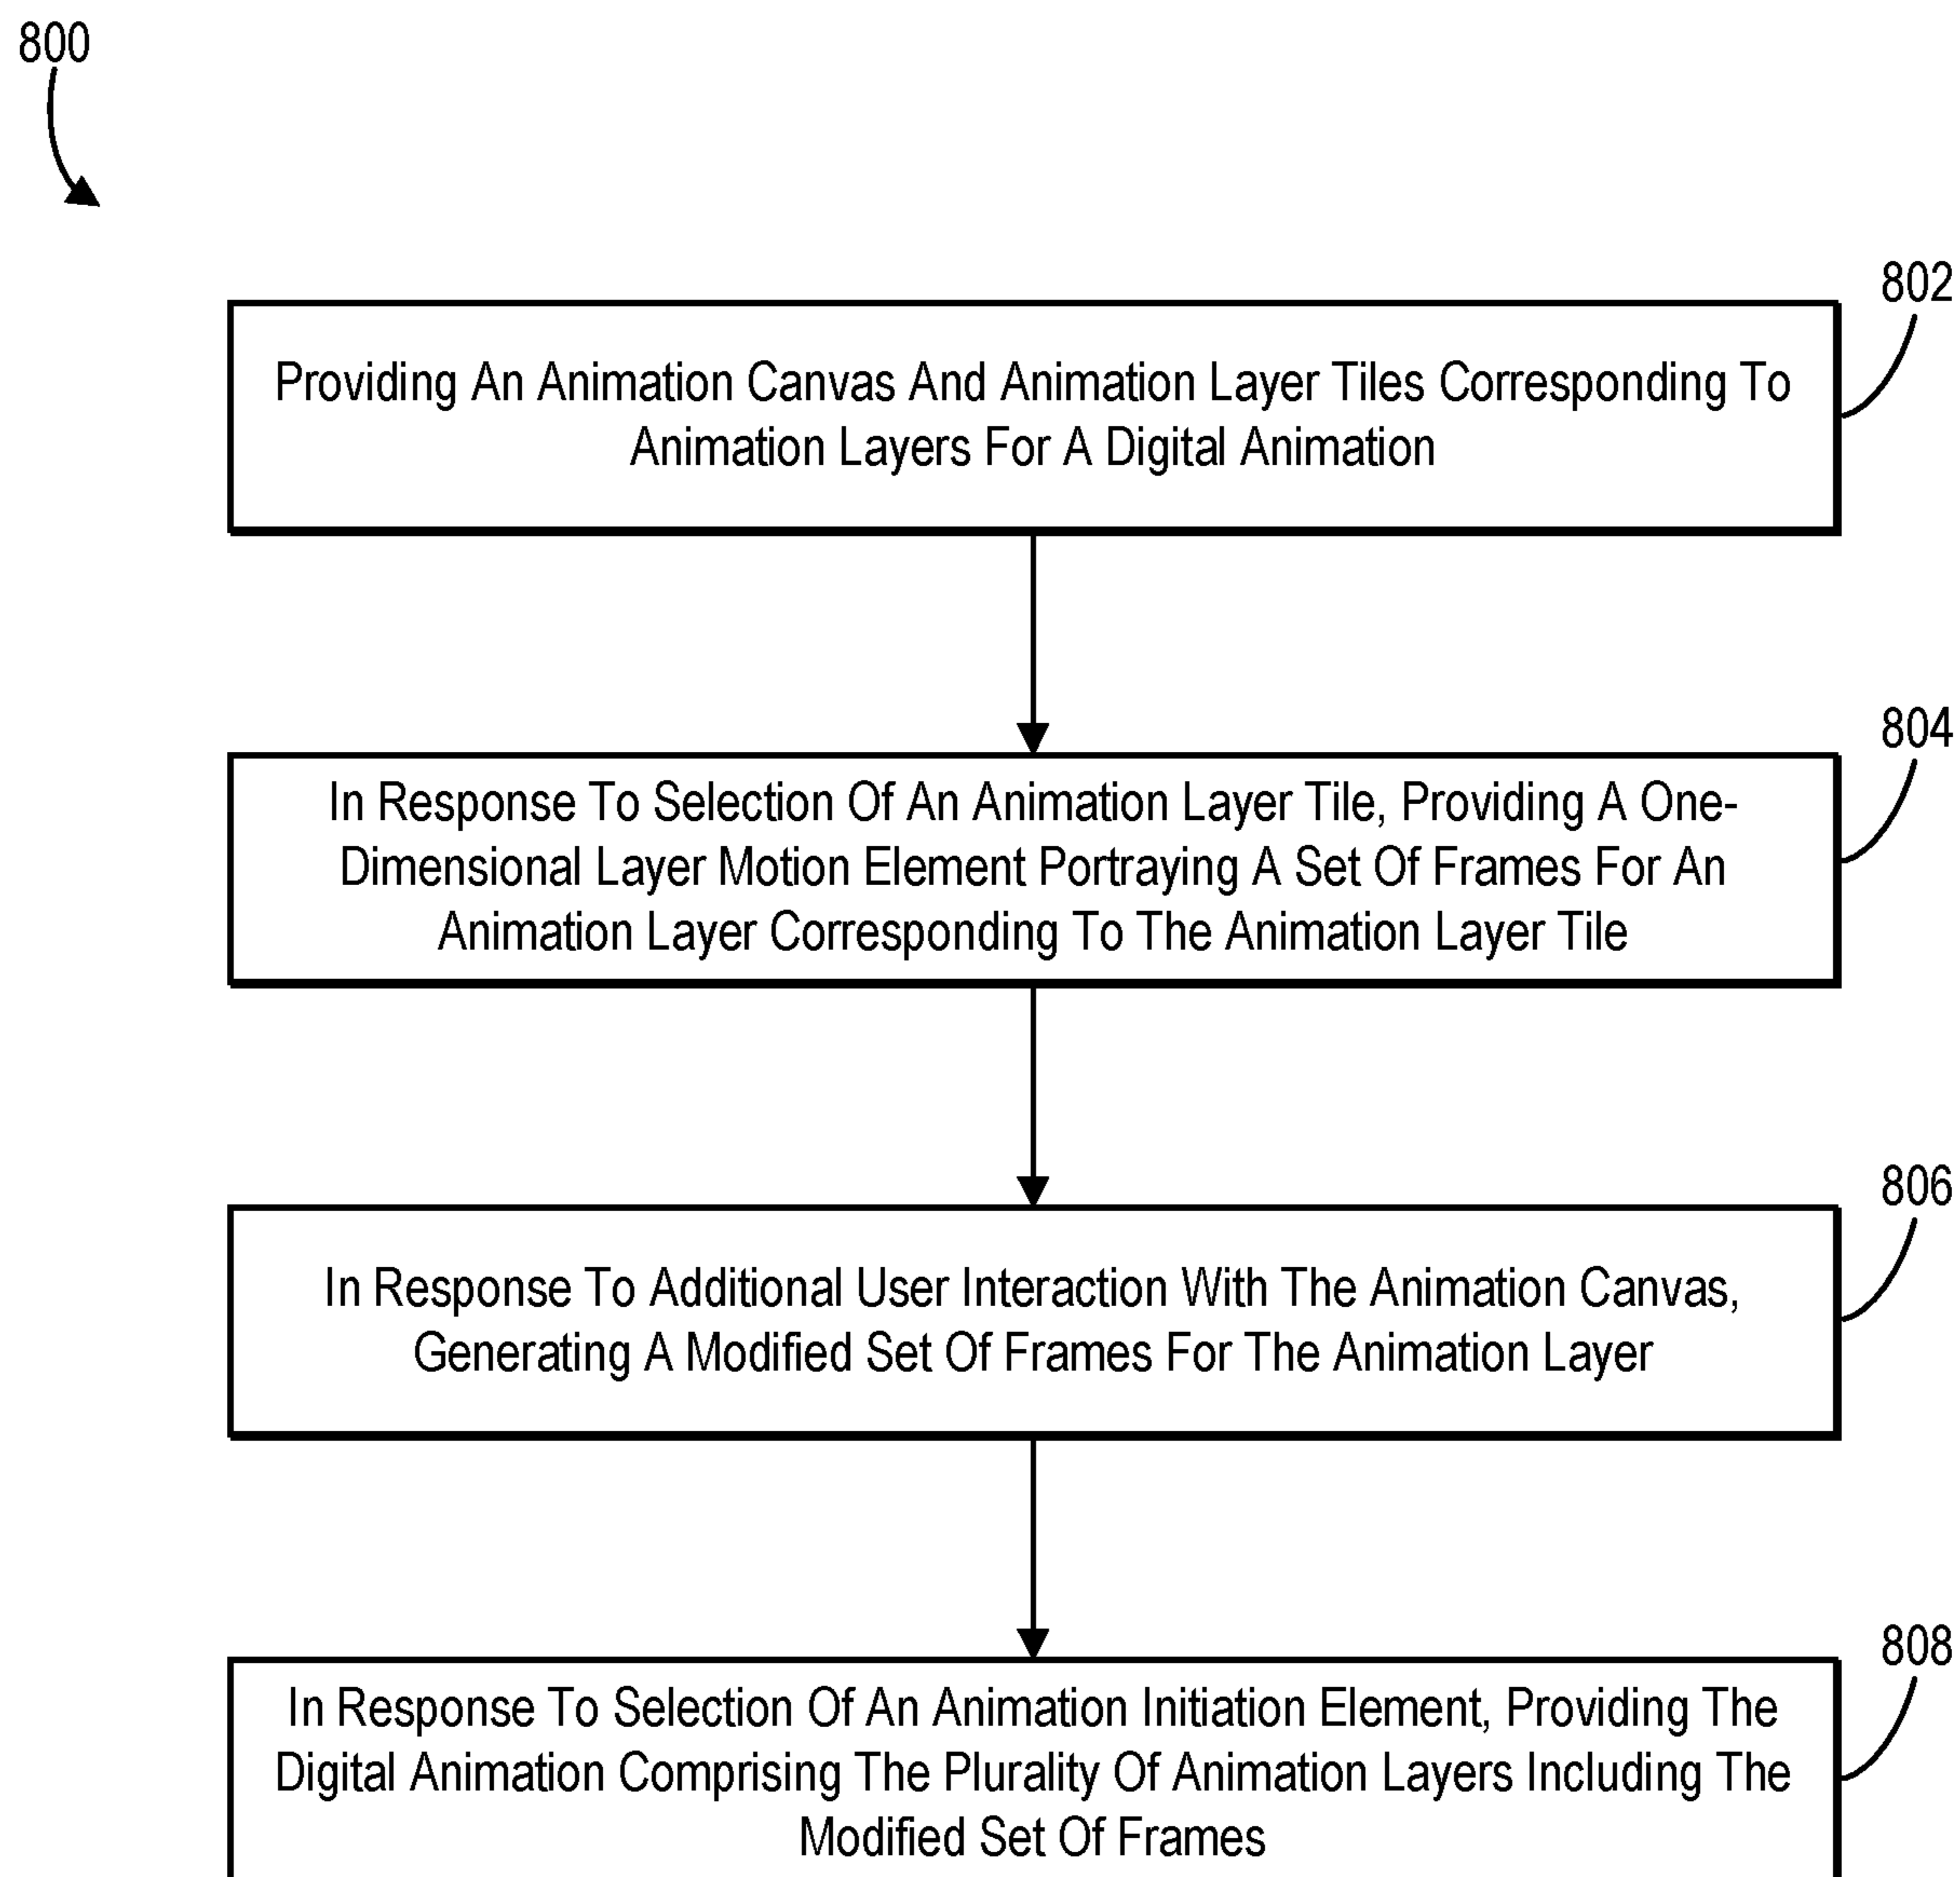 800
802
Providing An Animation Canvas And Animation Layer Tiles Corresponding To
Animation Layers For A Digital Animation
804
In Response To Selection Of An Animation Layer Tile, Providing A One-
Dimensional Layer Motion Element Portraying A Set Of Frames For An
Animation Layer Corresponding To The Animation Layer Tile
806
In Response To Additional User Interaction With The Animation Canvas,
Generating A Modified Set Of Frames For The Animation Layer
808
In Response To Selection Of An Animation Initiation Element, Providing The
Digital Animation Comprising The Plurality Of Animation Layers Including The
Modified Set Of Frames